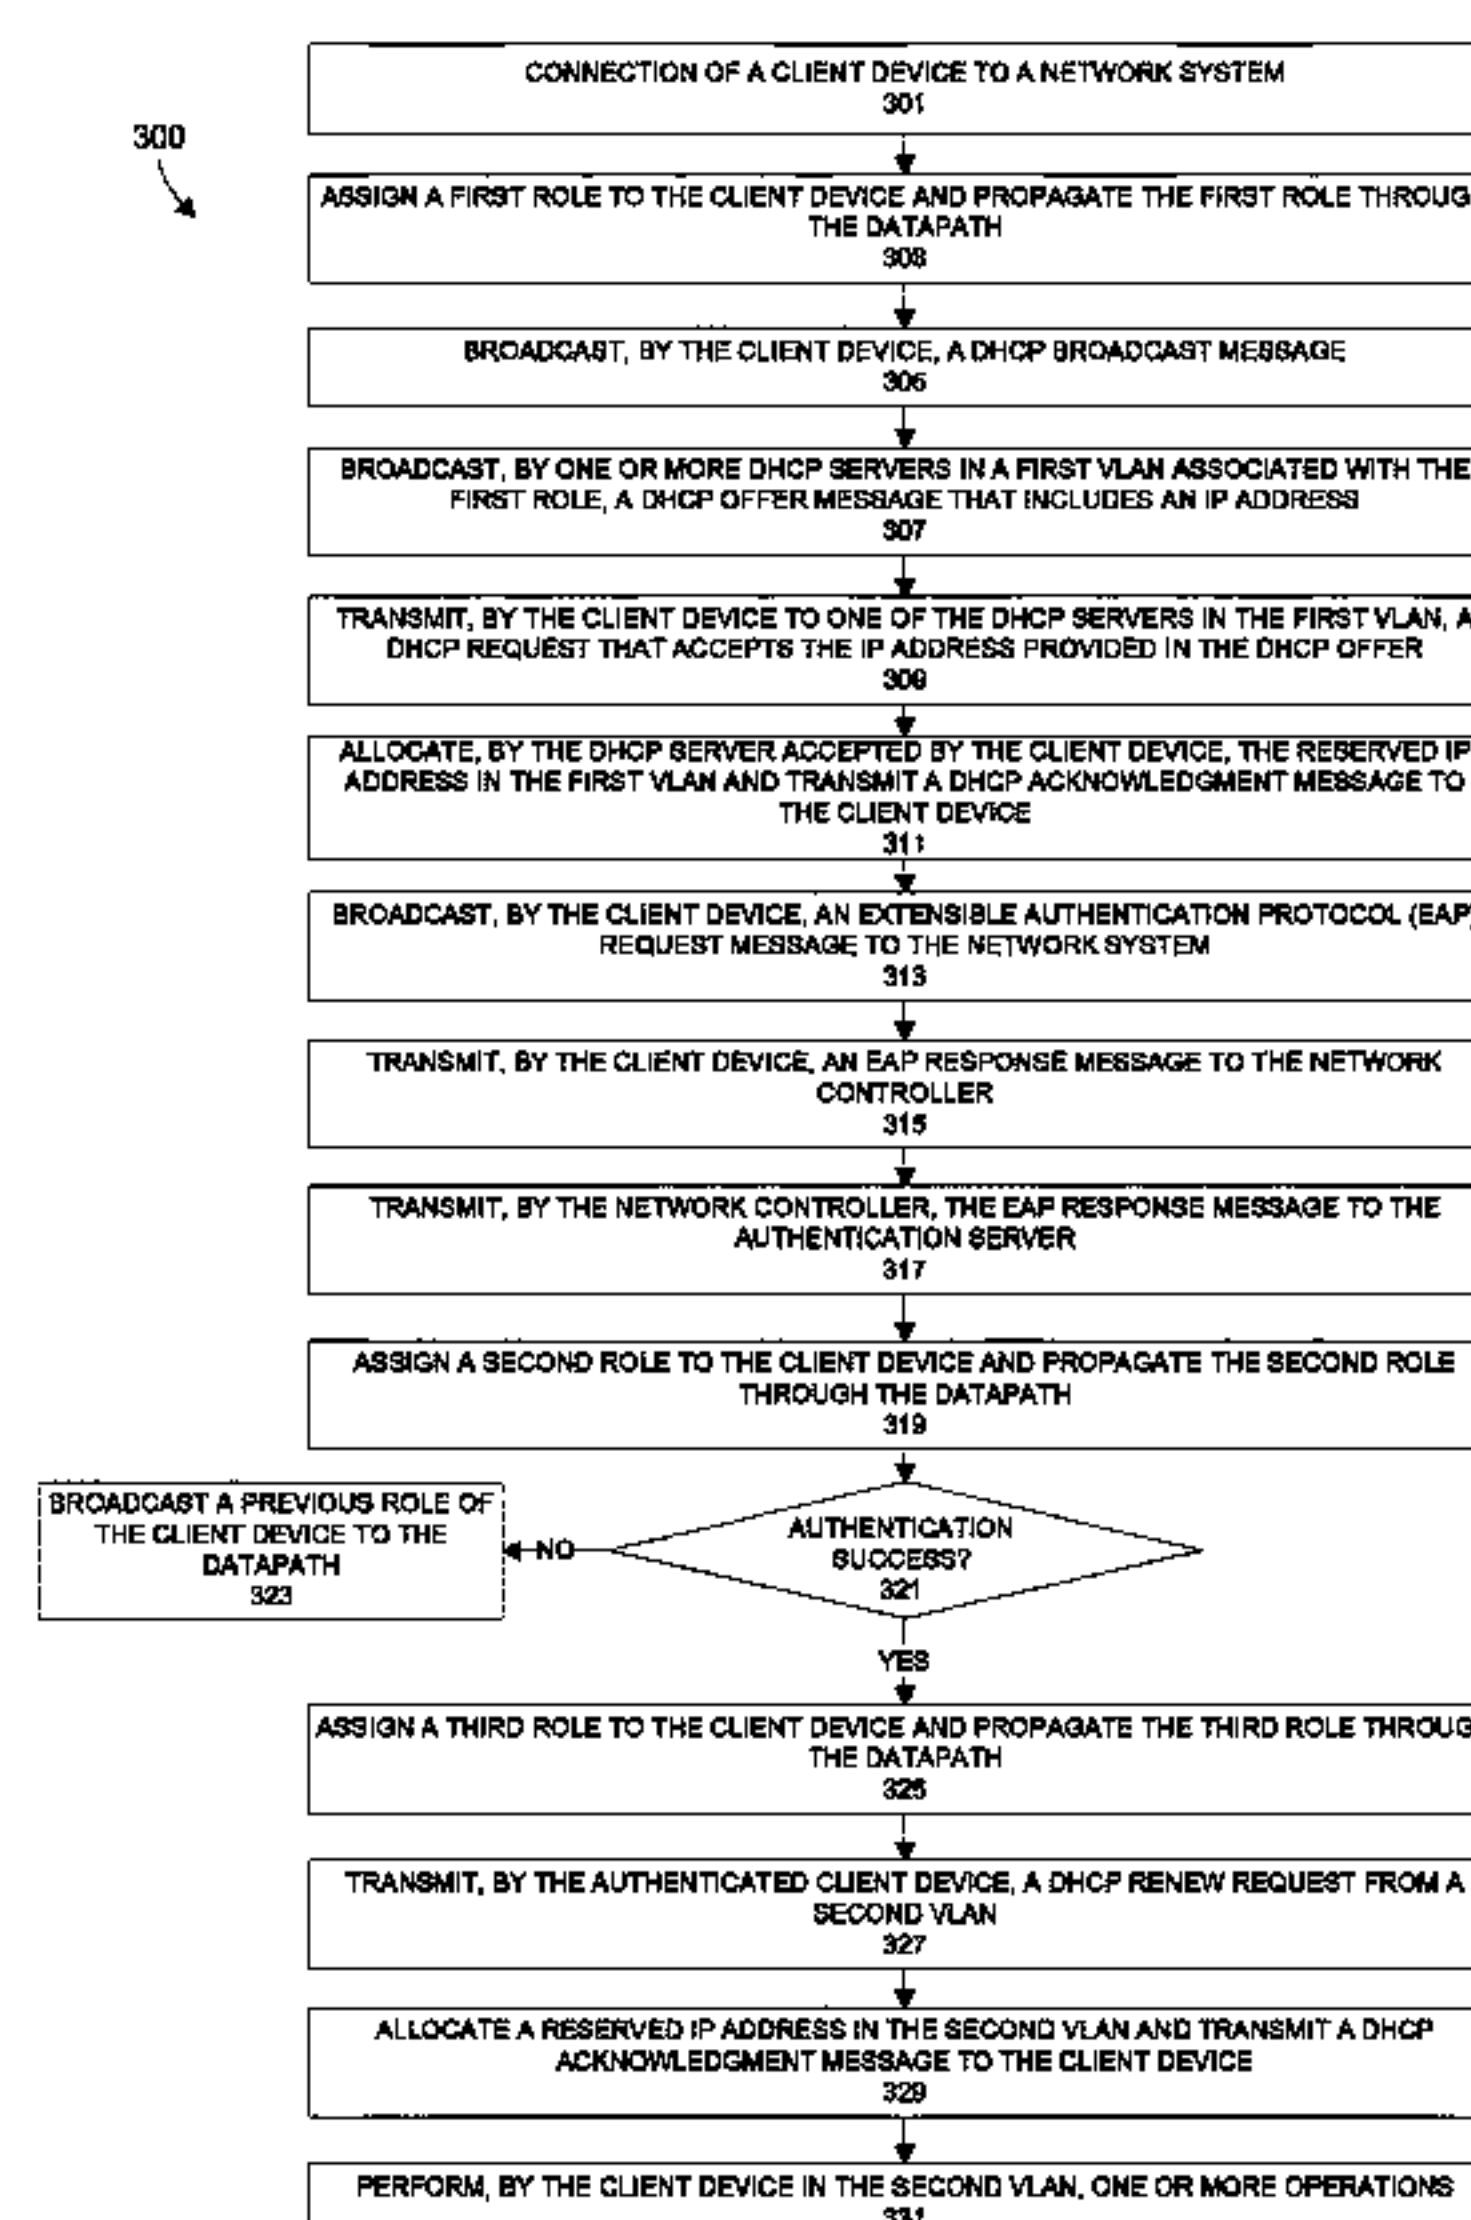 CONNECTION OF A CLIENT DEVICE TO A NETWORK SYSTEM
301
300
ASSIGN A FIRST ROLE TO THE CLIENT DEVICE AND PROPAGATE THE FIRST ROLE THROUG
THE DATAPATH
303
BROADCAST, BY THE CLIENT DEVICE, A DHCP BROADCAST MESSAGE
305
BROADCAST, BY ONE OR MORE DHCP SERVERS IN A FIRST VLAN ASSOCIATED WITH THE
FIRST ROLE, A DHCP OFFER MESSAGE THAT INCLUDES AN IP ADDRESS
307
TRANSMIT, BY THE CLIENT DEVICE TO ONE OF THE DHCP SERVERS IN THE FIRST VLAN, A
DHCP REQUEST THAT ACCEPTS THE IP ADDRESS PROVIDED IN THE DHCP OFFER
309
ALLOCATE, BY THE DHCP SERVER ACCEPTED BY THE CLIENT DEVICE, THE RESERVED IP
ADDRESS IN THE FIRST VLAN AND TRANSMIT A DHCP ACKNOWLEDGMENT MESSAGE TO
THE CLIENT DEVICE
311
BROADCAST, BY THE CLIENT DEVICE, AN EXTENSIBLE AUTHENTICATION PROTOCOL (EAP)
REQUEST MESSAGE TO THE NETWORK SYSTEM
313
TRANSMIT, BY THE CLIENT DEVICE, AN EAP RESPONSE MESSAGE TO THE NETWORK
CONTROLLER
315
TRANSMIT, BY THE NETWORK CONTROLLER, THE EAP RESPONSE MESSAGE TO THE
AUTHENTICATION SERVER
317
ASSIGN A SECOND ROLE TO THE CLIENT DEVICE AND PROPAGATE THE SECOND ROLE
THROUGH THE DATAPATH
319
BROADCAST A PREVIOUS ROLE OF
THE CLIENT DEVICE TO THE
DATAPATH
323
NO
AUTHENTICATION
SUCCESS?
321
YES
ASSIGN A THIRD ROLE TO THE CLIENT DEVICE AND PROPAGATE THE THIRD ROLE THROUG
THE DATAPATH
325
TRANSMIT, BY THE AUTHENTICATED CLIENT DEVICE, A DHCP RENEW REQUEST FROM A
SECOND VLAN
327
ALLOCATE A RESERVED IP ADDRESS IN THE SECOND VLAN AND TRANSMIT A DHCP
ACKNOWLEDGMENT MESSAGE TO THE CLIENT DEVICE
329
PERFORM, BY THE CLIENT DEVICE IN THE SECOND VLAN, ONE OR MORE OPERATIONS
331